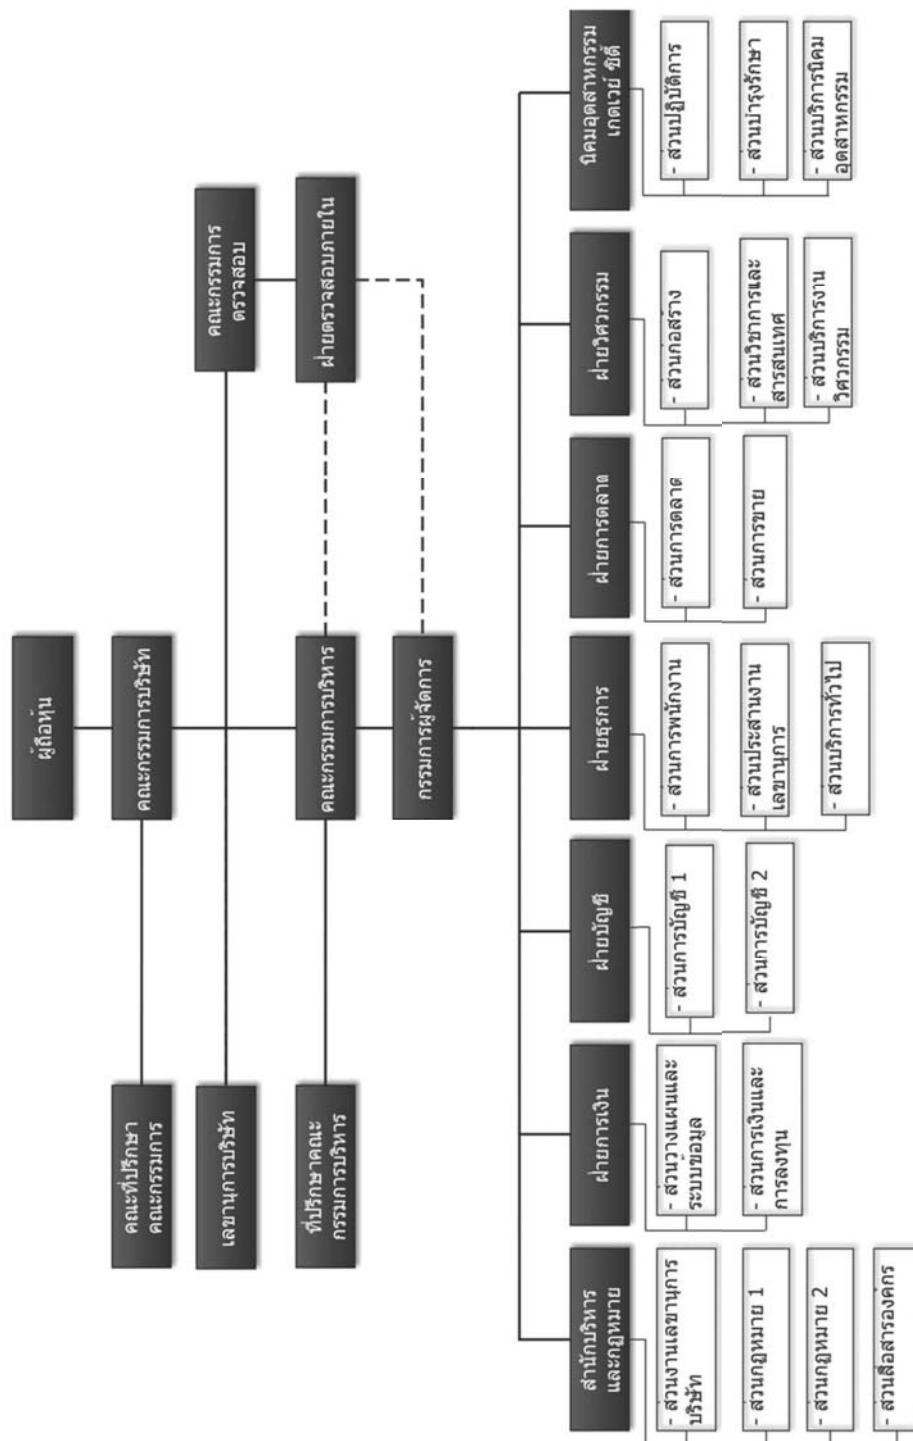 ผู้ถือหุ้น
คณะกรรมการบริษัท
คณะที่ปรึกษา
คณะกรรมการ
เลขานุการบริษัท
คณะกรรมการ
ตรวจสอบ
ที่ปรึกษาคณะ
กรรมการบริหาร
คณะกรรมการบริหาร
ฝ่ายตรวจสอบภายใน
กรรมการผู้จัดการ
สำนักบริหาร
และกฎหมาย
- ส่วนงานเลขานุการ
บริษัท
- ส่วนกฎหมาย 1
- ส่วนกฎหมาย 2
- ส่วนสื่อสารองค์กร
ฝ่ายการเงิน
- ส่วนวางแผนและ
ระบบข้อมูล
- ส่วนการเงินและ
การลงทุน
ฝ่ายบัญชี
- ส่วนการบัญชี 1
- ส่วนการบัญชี 2
ฝ่ายธุรการ
- ส่วนการพนักงาน
- ส่วนประสานงาน
เลขานุการ
- ส่วนบริการทั่วไป
ฝ่ายการตลาด
- ส่วนการตลาด
- ส่วนการขาย
ฝ่ายวิศวกรรม
- ส่วนก่อสร้าง
- ส่วนวิชาการและ
สารสนเทศ
- ส่วนบริการงาน
วิศวกรรม
นิคมอุตสาหกรรม
เกตเวย์ ซิตี้
- ส่วนปฏิบัติการ
- ส่วนบำรุงรักษา
- ส่วนบริการนิคม
อุตสาหกรรม